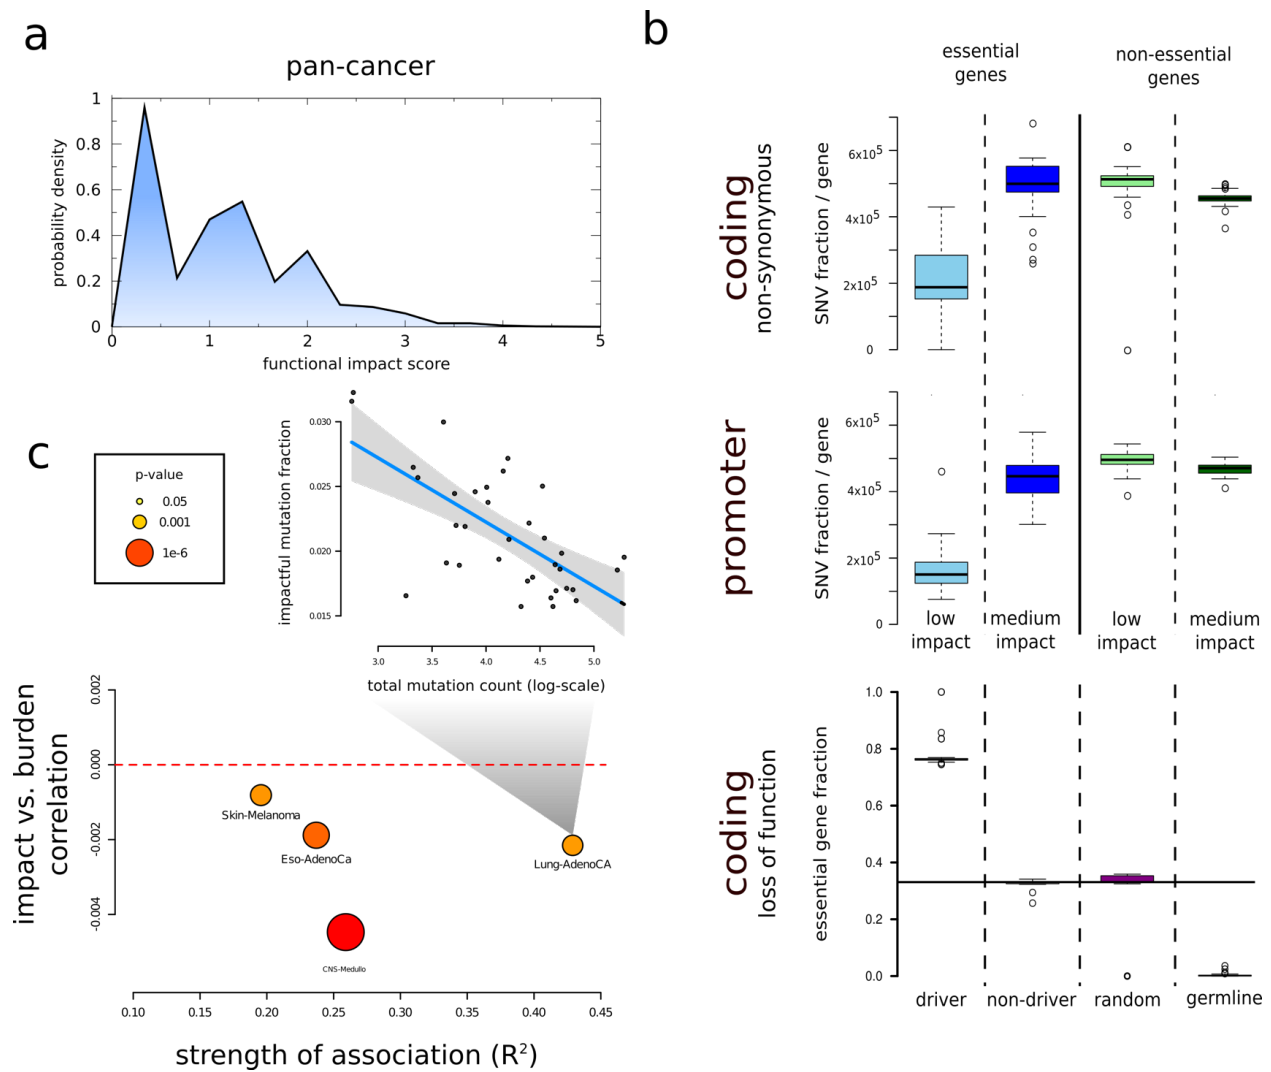 a
pan-cancer
probability density
1
0.8
0.6
0.4
0.2
0
0 1 2 3 4 5
functional impact score
b
essential
genes
non-essential
genes
coding
non-synonymous
SNV fraction / gene
6x10⁵
4x10⁵
2x10⁵
0
promoter
SNV fraction / gene
6x10⁵
4x10⁵
2x10⁵
0
low
impact
medium
impact
low
impact
medium
impact
coding
loss of function
essential gene fraction
1.0
0.8
0.6
0.4
0.2
0.0
driver non-driver random germline
c
p-value
0.05
0.001
1e-6
impactful mutation fraction
0.030
0.025
0.020
0.015
3.0 3.5 4.0 4.5 5.0
total mutation count (log-scale)
impact vs. burden
correlation
0.002
0.000
-0.002
-0.004
Skin-Melanoma
Eso-AdenoCa
Lung-AdenoCA
CNS-Medullo
0.10 0.15 0.20 0.25 0.30 0.35 0.40 0.45
strength of association (R²)